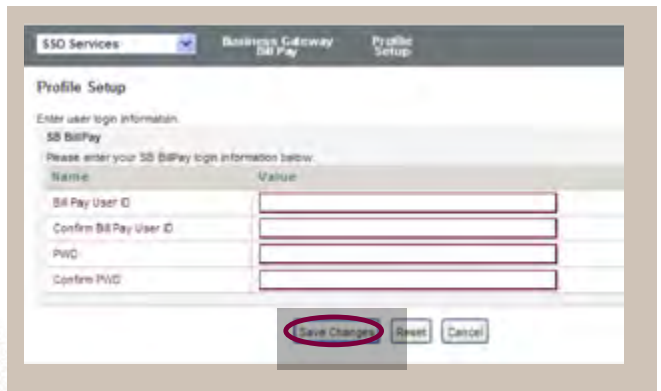 SSO Services
Business Gateway Bill Pay
Profile Setup
Profile Setup
Enter user login information.
SB BillPay
Please enter your SB BillPay login information below.
Name Value
Bill Pay User ID
Confirm Bill Pay User ID
PWD
Confirm PWD
Save Changes Reset Cancel